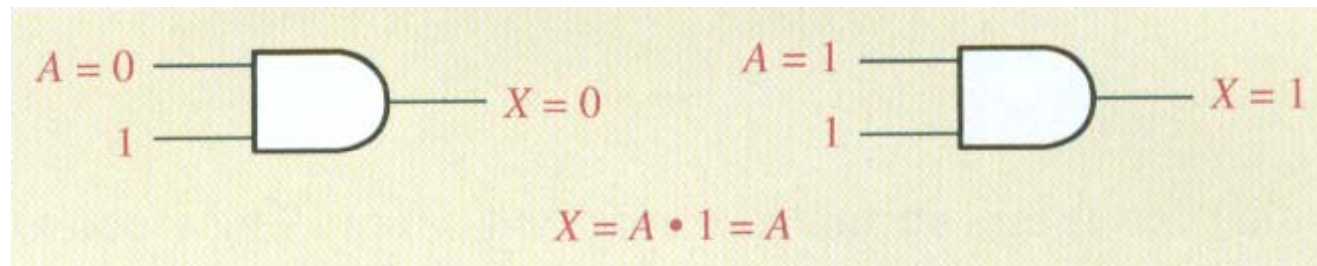 A = 0
1
X = 0
A = 1
1
X = 1
X = A • 1 = A